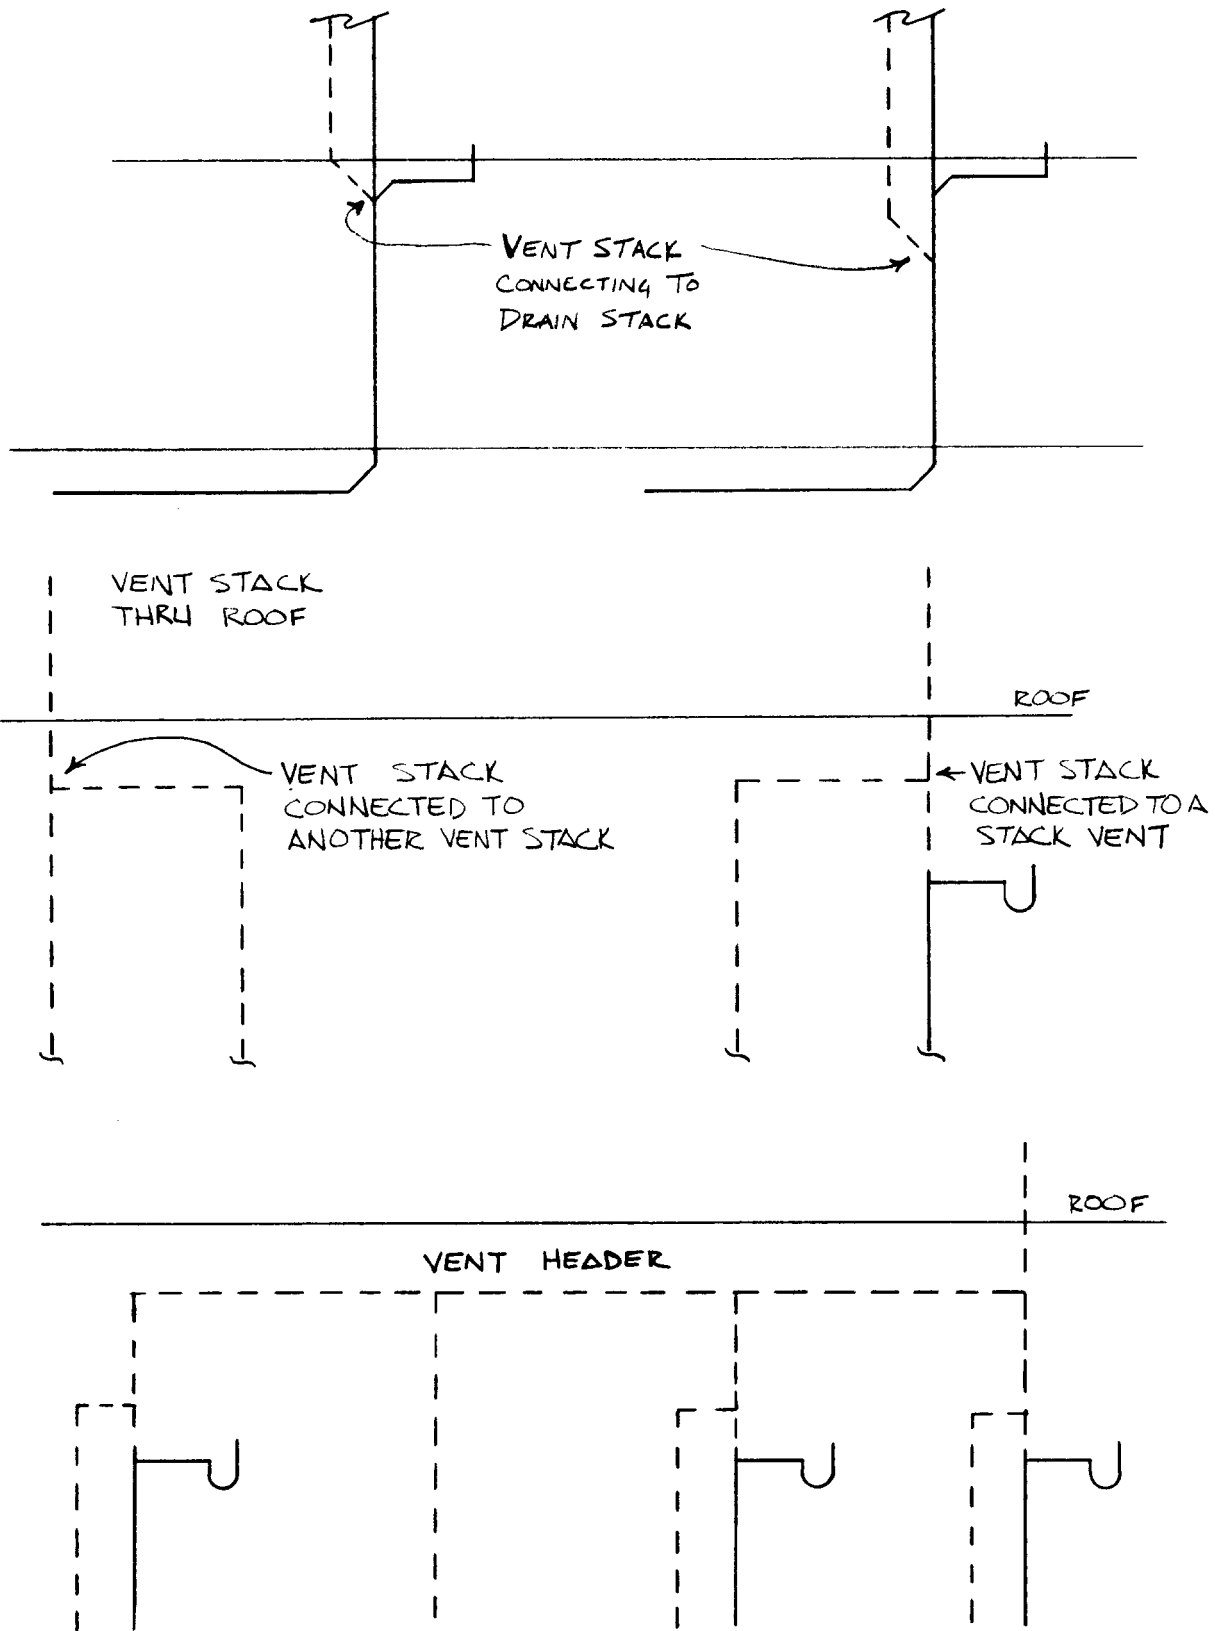 VENT STACK
CONNECTING TO
DRAIN STACK
VENT STACK
THRU ROOF
ROOF
VENT STACK
CONNECTED TO
ANOTHER VENT STACK
VENT STACK
CONNECTED TO A
STACK VENT
ROOF
VENT HEADER